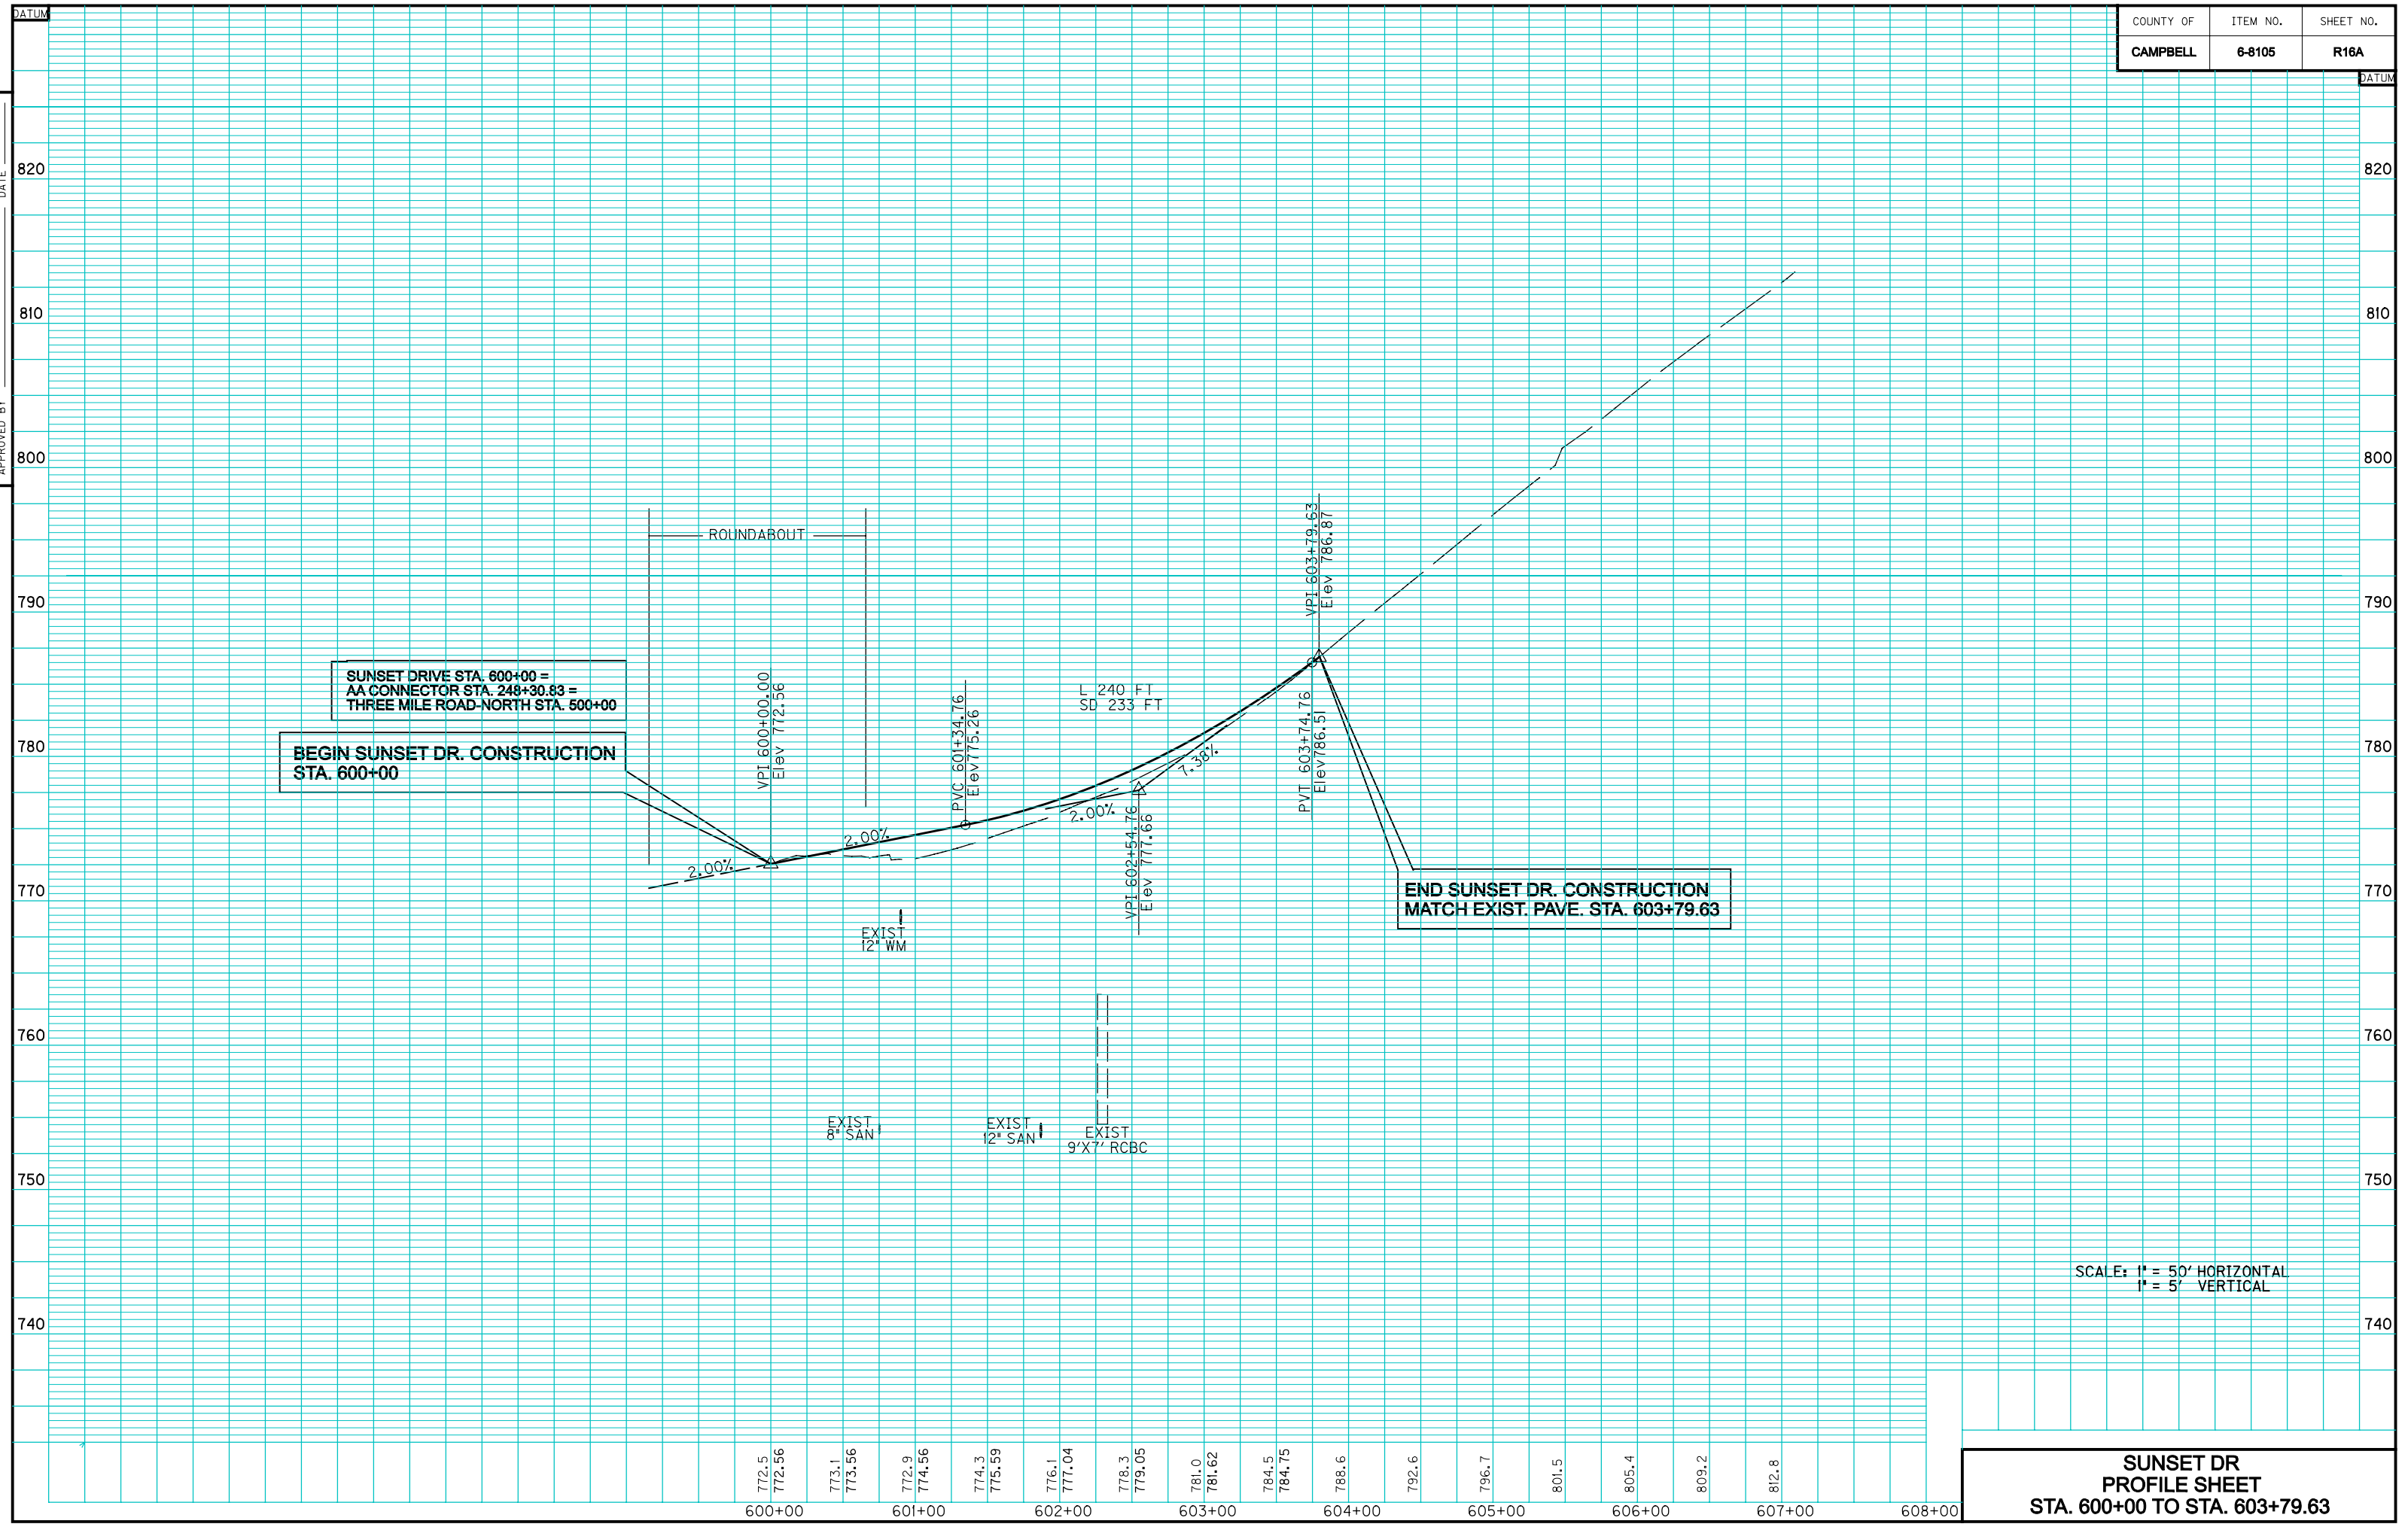 DATUM
COUNTY OF ITEM NO. SHEET NO.
CAMPBELL 6-8105 R16A
DATUM
DATE
APPROVED BY
820 820
810 810
800 800
790 790
780 780
770 770
760 760
750 750
740 740
ROUNDABOUT
VPI 603+79.63
Elev 786.87
SUNSET DRIVE STA. 600+00 =
AA CONNECTOR STA. 248+30.83 =
THREE MILE ROAD-NORTH STA. 500+00
BEGIN SUNSET DR. CONSTRUCTION
STA. 600+00
VPI 600+00.00
Elev 772.56
PVC 601+34.76
Elev 775.26
L 240 FT
SD 233 FT
PVT 603+74.76
Elev 786.51
7.38%
2.00%
2.00%
2.00%
VPI 602+54.76
Elev 777.66
END SUNSET DR. CONSTRUCTION
MATCH EXIST. PAVE. STA. 603+79.63
EXIST
12" WM
EXIST
8" SAN
EXIST
12" SAN
EXIST
9'X7' RCBC
SCALE: 1" = 50' HORIZONTAL
1" = 5' VERTICAL
772.5
772.56
773.1
773.56
772.9
774.56
774.3
775.59
776.1
777.04
778.3
779.05
781.0
781.62
784.5
784.75
788.6
792.6
796.7
801.5
805.4
809.2
812.8
600+00 601+00 602+00 603+00 604+00 605+00 606+00 607+00 608+00
SUNSET DR
PROFILE SHEET
STA. 600+00 TO STA. 603+79.63